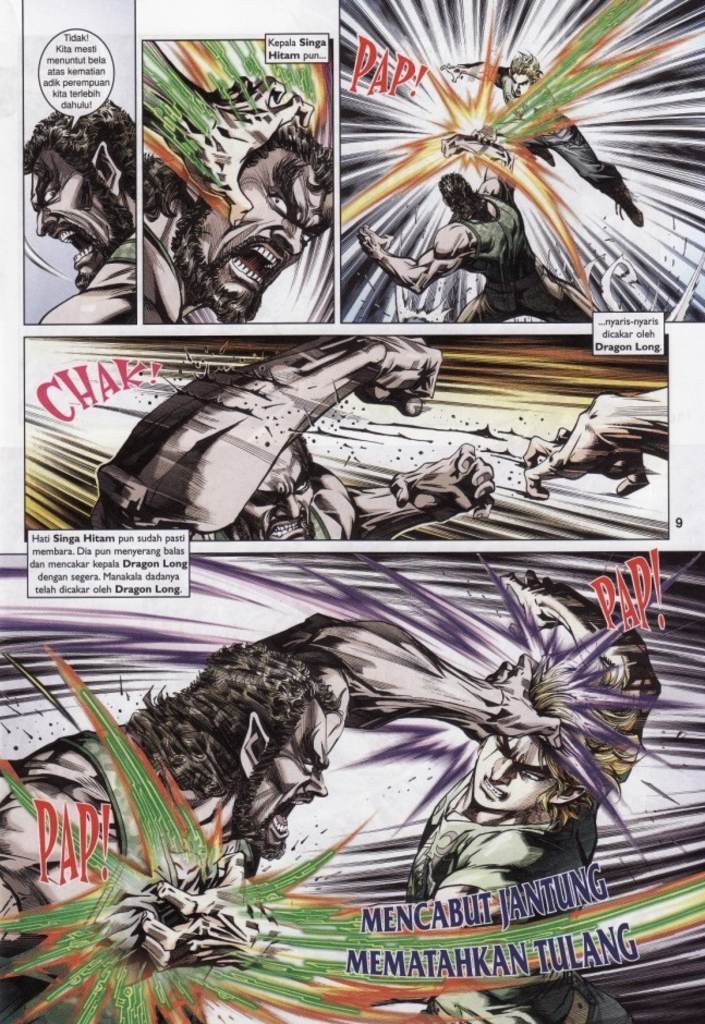 Tidak!
Kita mesti
menuntut bela
atas kematian
adik perempuan
kita terlebih
dahulu!
Kepala Singa
Hitam pun...
PAP!
...nyaris-nyaris
dicakar oleh
Dragon Long.
CHAK!
9
Hati Singa Hitam pun sudah pasti
membara. Dia pun menyerang balas
dan mencakar kepala Dragon Long
dengan segera. Manakala dadanya
telah dicakar oleh Dragon Long.
PAP!
PAP!
MENCABUT JANTUNG
MEMATAHKAN TULANG